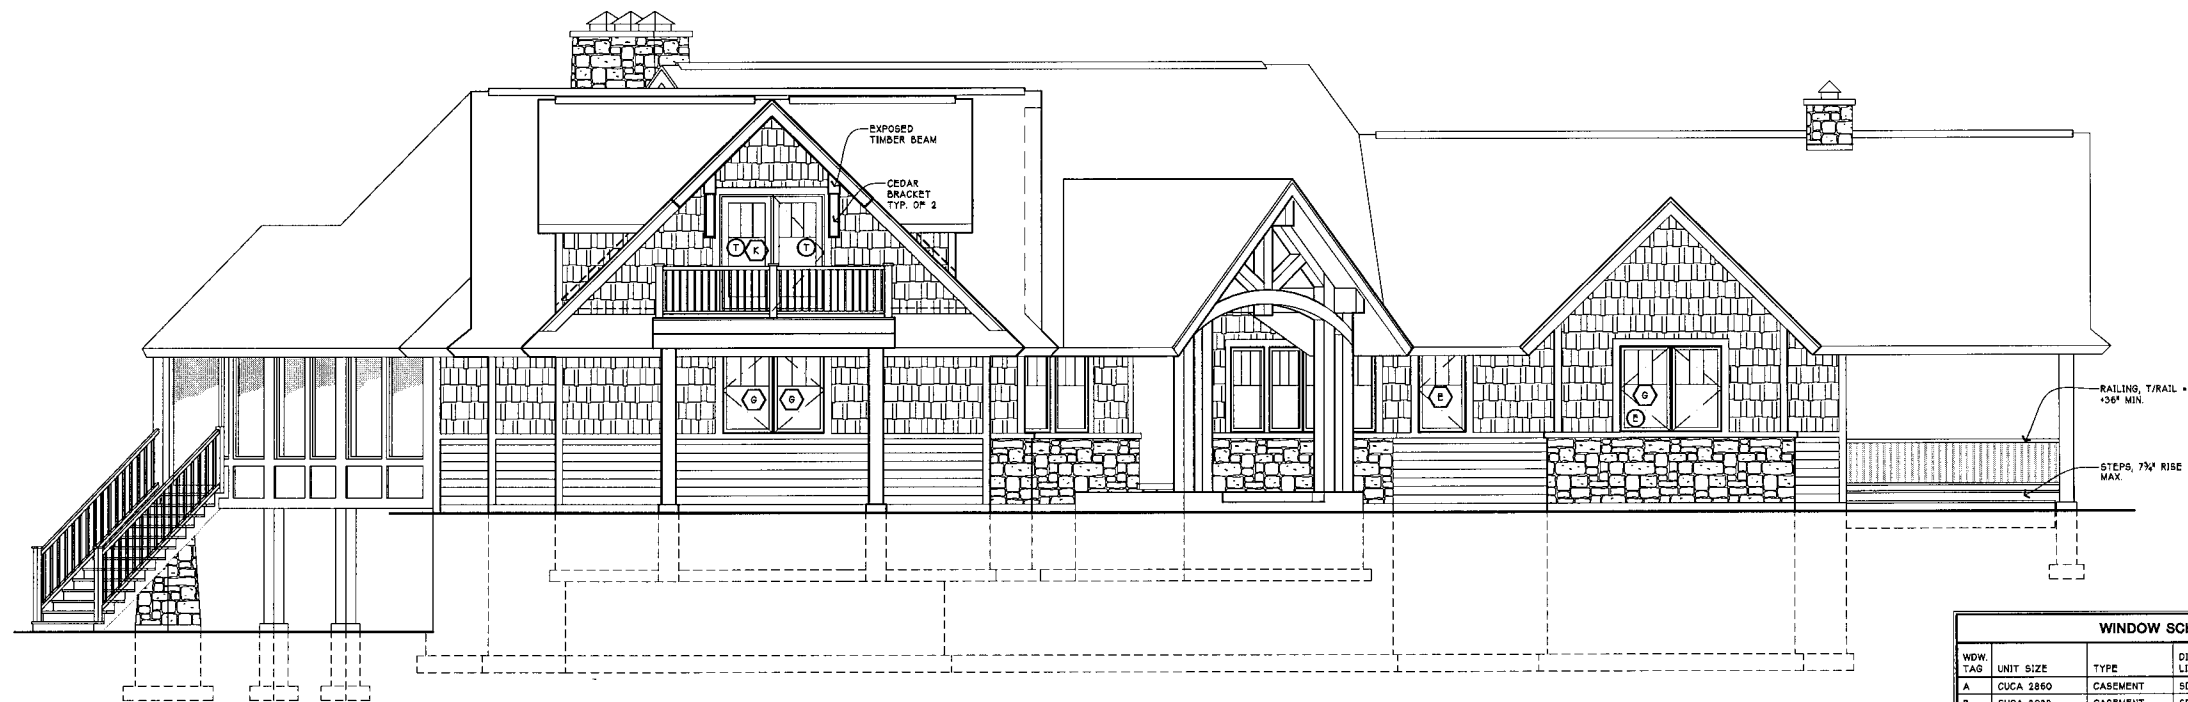 EXPOSED
TIMBER BEAM
CEDAR
BRACKET
TYP. OF 2
T
K
T
G
G
E
G
E
RAILING, T/RAIL =
+36" MIN.
STEPS, 7¾" RISE
MAX.
WINDOW SC
WDW.
TAG
UNIT SIZE
TYPE
A
CUCA 2860
CASEMENT
CASEMENT